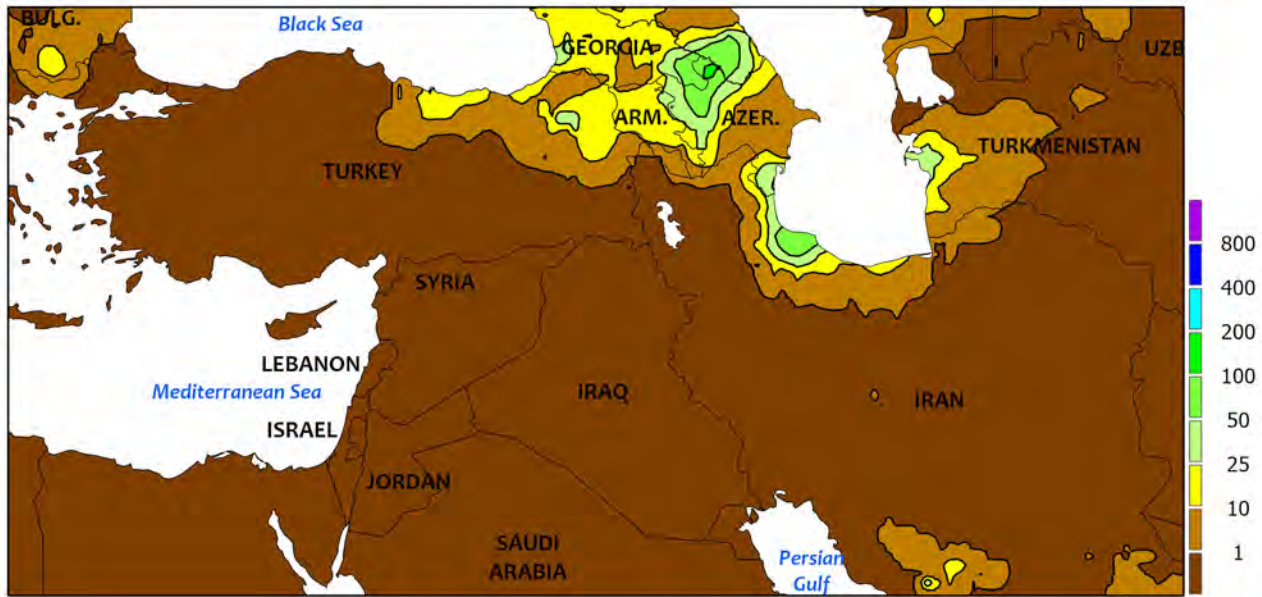 BULG.
Black Sea
GEORGIA
UZB
ARM.
AZER.
TURKMENISTAN
TURKEY
SYRIA
LEBANON
Mediterranean Sea
IRAQ
IRAN
ISRAEL
JORDAN
SAUDI
ARABIA
Persian
Gulf
800
400
200
100
50
25
10
1